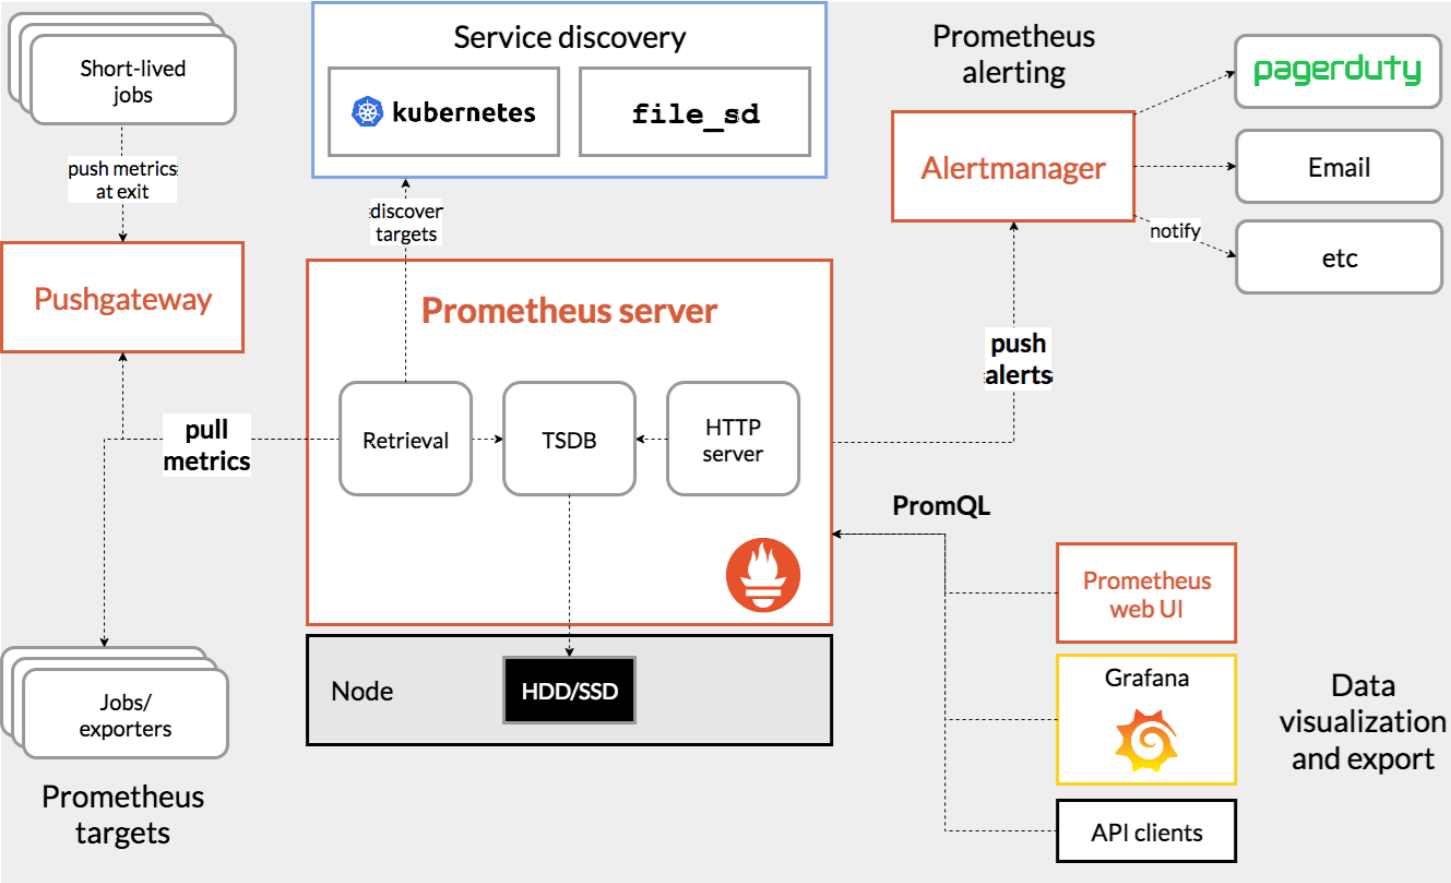 Short-lived
jobs
push metrics
at exit
Pushgateway
Service discovery
kubernetes
file_sd
discover
targets
Prometheus
alerting
Alertmanager
pagerduty
Email
notify
etc
Prometheus server
Retrieval
TSDB
HTTP
server
pull
metrics
push
alerts
PromQL
Node
HDD/SSD
Jobs/
exporters
Prometheus
targets
Prometheus
web UI
Grafana
API clients
Data
visualization
and export